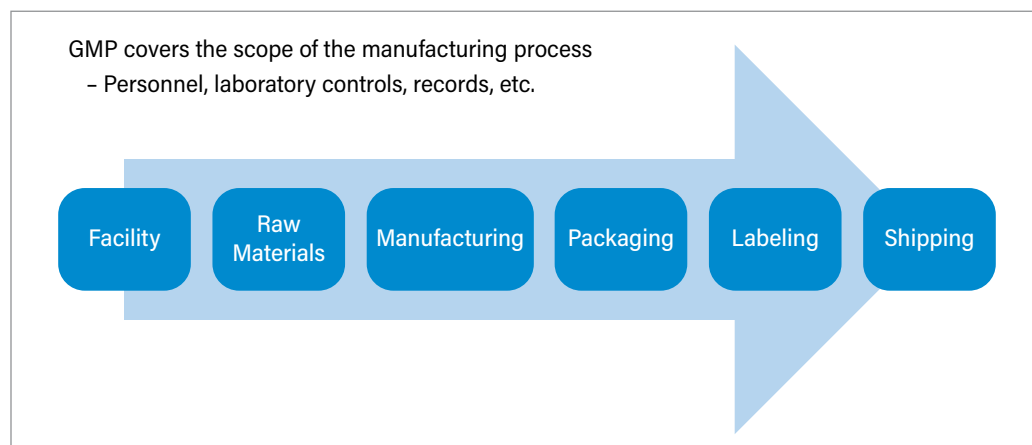 GMP covers the scope of the manufacturing process
– Personnel, laboratory controls, records, etc.
Facility
Raw
Materials
Manufacturing
Packaging
Labeling
Shipping